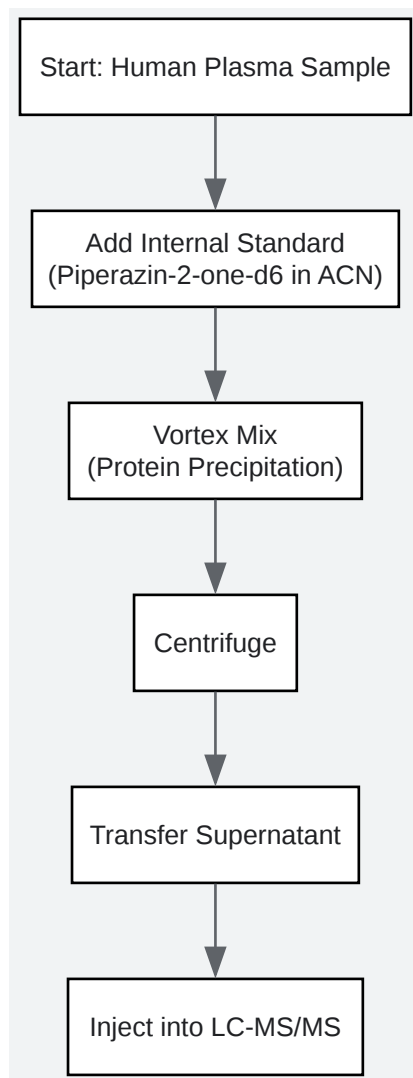 Start: Human Plasma Sample
Add Internal Standard
(Piperazin-2-one-d6 in ACN)
Vortex Mix
(Protein Precipitation)
Centrifuge
Transfer Supernatant
Inject into LC-MS/MS